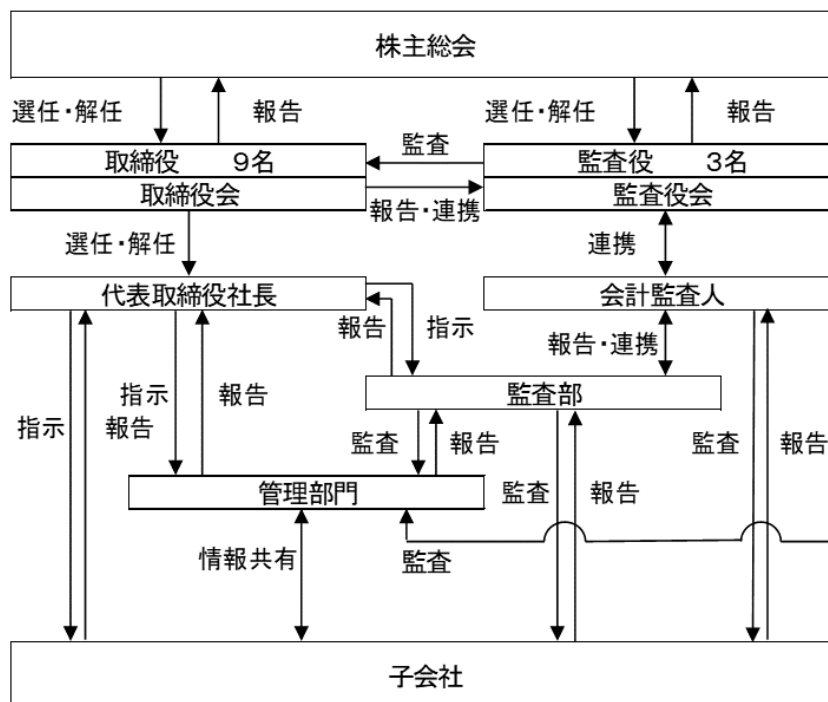 株主総会
選任・解任
報告
選任・解任
報告
取締役　　９名
監査
監査役　　３名
取締役会
報告・連携
監査役会
選任・解任
連携
代表取締役社長
会計監査人
報告
指示
報告・連携
監査部
指示
指示
報告
報告
監査
報告
監査
報告
管理部門
監査
報告
情報共有
監査
子会社